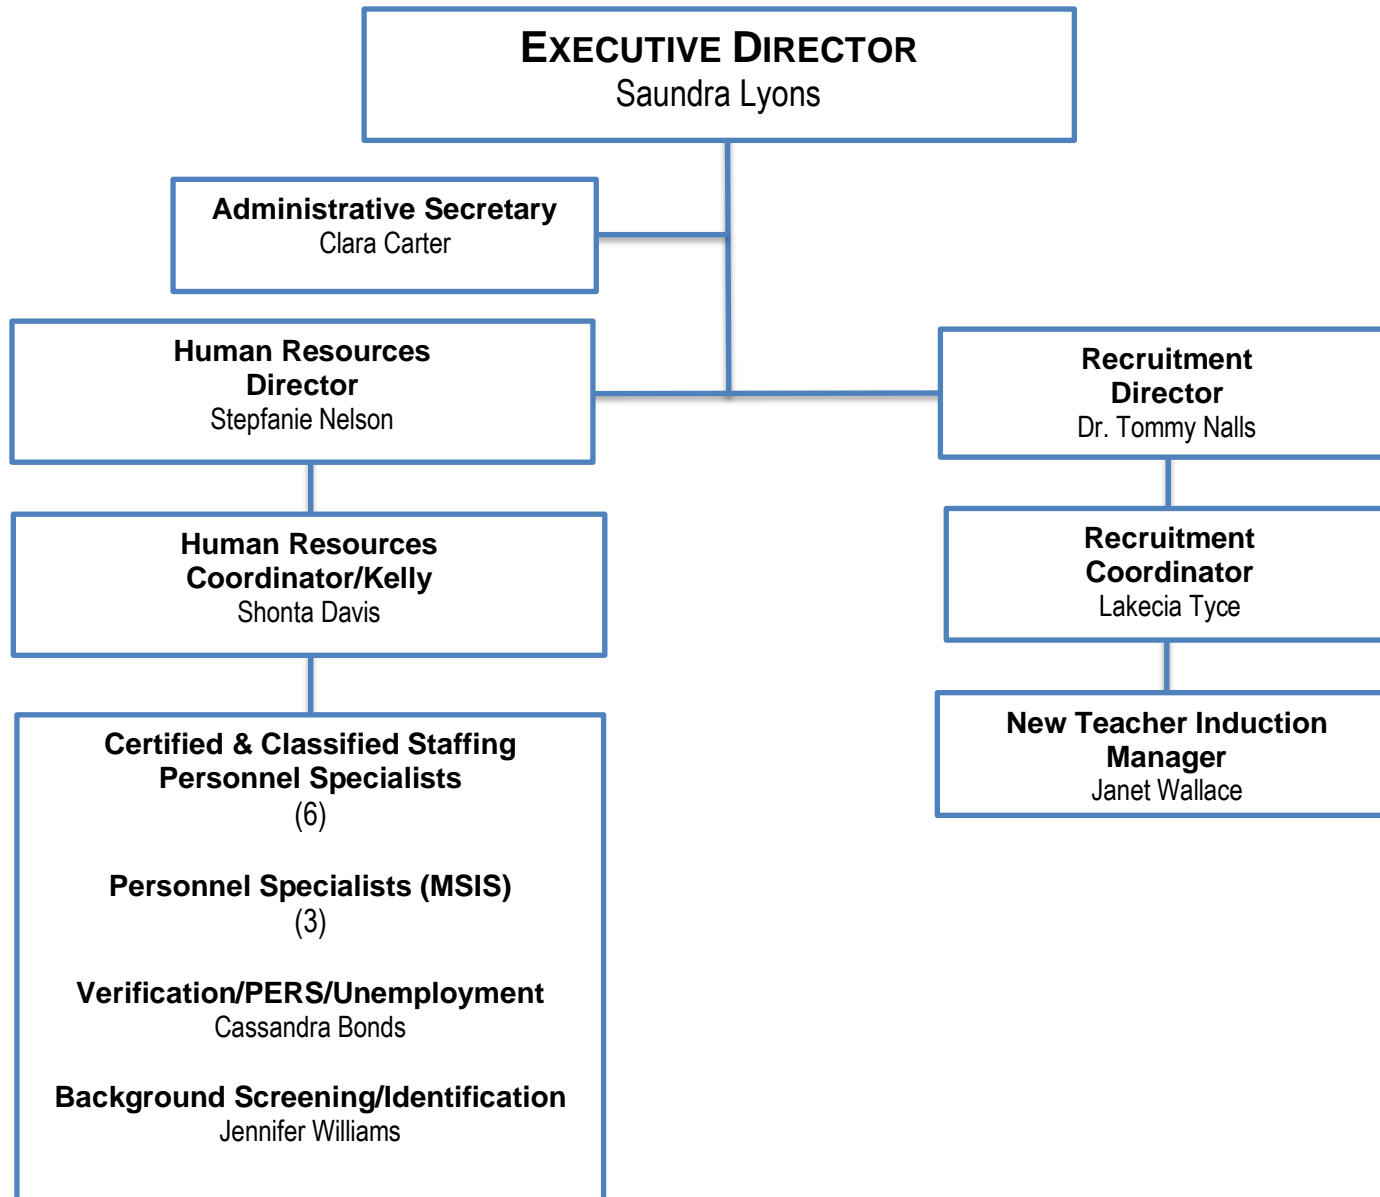 EXECUTIVE DIRECTOR
Saundra Lyons
Administrative Secretary
Clara Carter
Human Resources
Director
Stepfanie Nelson
Recruitment
Director
Dr. Tommy Nalls
Human Resources
Coordinator/Kelly
Shonta Davis
Recruitment
Coordinator
Lakecia Tyce
Certified & Classified Staffing
Personnel Specialists
(6)
Personnel Specialists (MSIS)
(3)
Verification/PERS/Unemployment
Cassandra Bonds
Background Screening/Identification
Jennifer Williams
New Teacher Induction
Manager
Janet Wallace